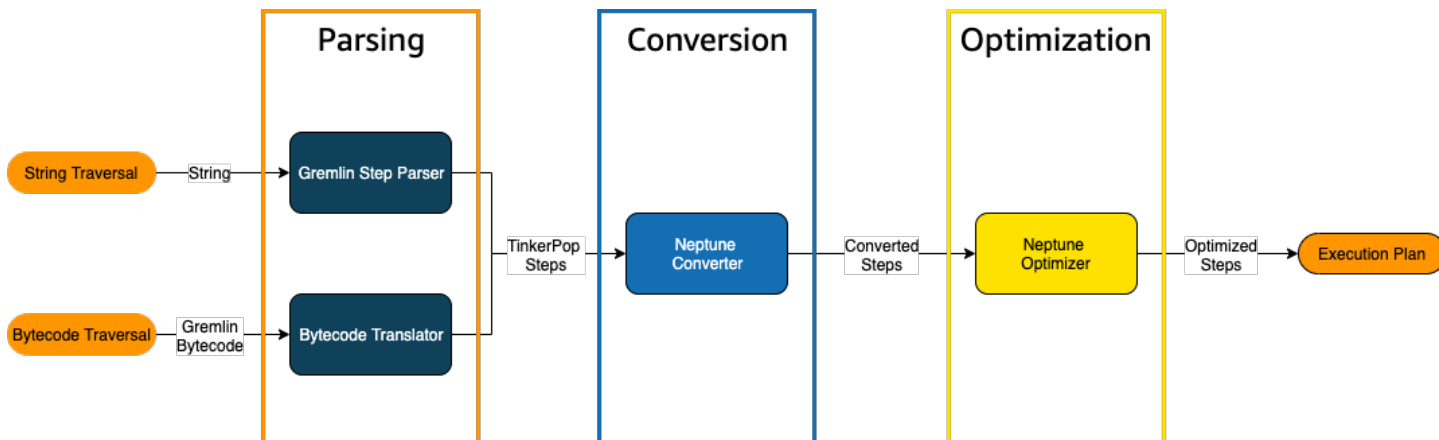 Parsing
Conversion
Optimization
String Traversal
String
Gremlin Step Parser
TinkerPop
Steps
Neptune
Converter
Converted
Steps
Neptune
Optimizer
Optimized
Steps
Execution Plan
Bytecode Traversal
Gremlin
Bytecode
Bytecode Translator